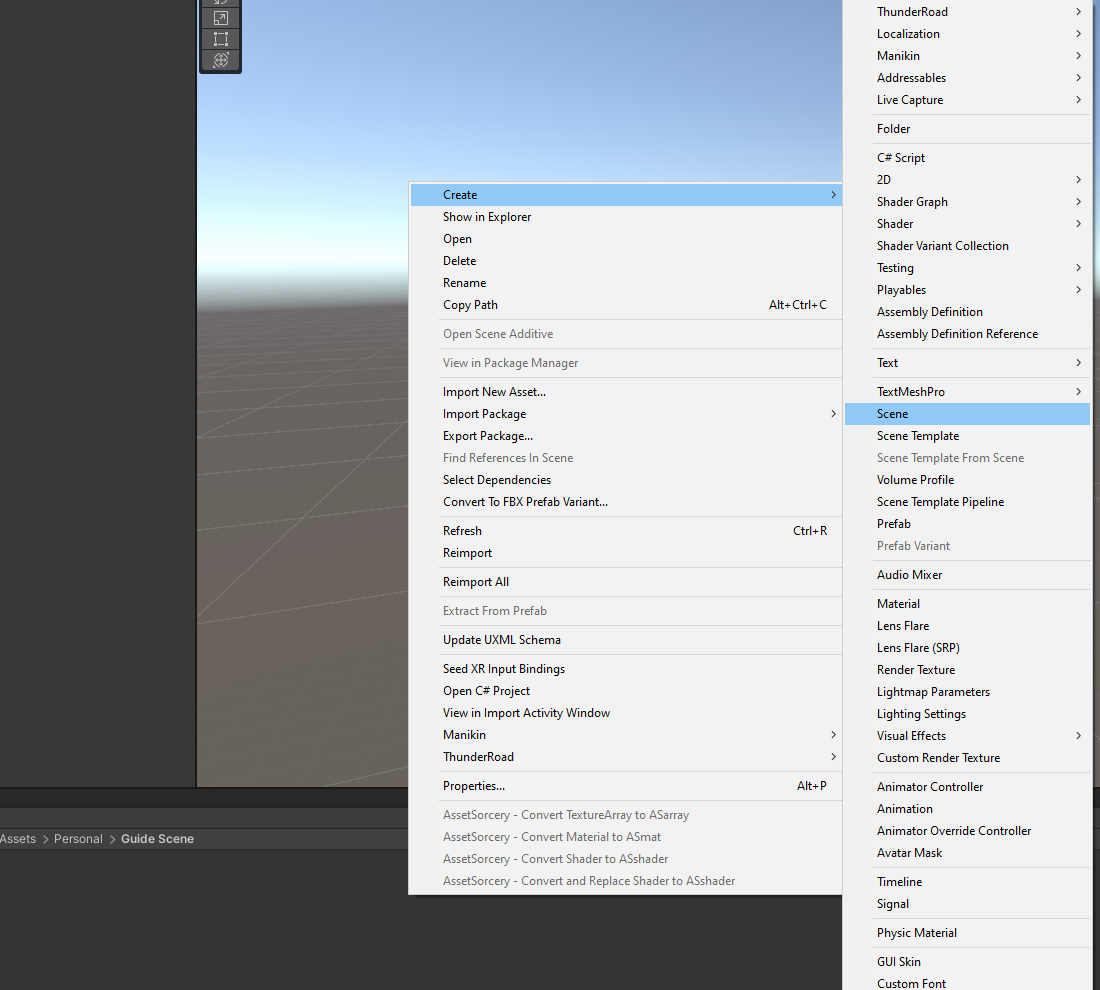 Create
Show in Explorer
Open
Delete
Rename
Copy Path Alt+Ctrl+C
Open Scene Additive
View in Package Manager
Import New Asset...
Import Package
Export Package...
Find References In Scene
Select Dependencies
Convert To FBX Prefab Variant...
Refresh Ctrl+R
Reimport
Reimport All
Extract From Prefab
Update UXML Schema
Seed XR Input Bindings
Open C# Project
View in Import Activity Window
Manikin
ThunderRoad
Properties... Alt+P
AssetSorcery - Convert TextureArray to ASarray
AssetSorcery - Convert Material to ASmat
AssetSorcery - Convert Shader to ASshader
AssetSorcery - Convert and Replace Shader to ASshader
ThunderRoad
Localization
Manikin
Addressables
Live Capture
Folder
C# Script
2D
Shader Graph
Shader
Shader Variant Collection
Testing
Playables
Assembly Definition
Assembly Definition Reference
Text
TextMeshPro
Scene
Scene Template
Scene Template From Scene
Volume Profile
Scene Template Pipeline
Prefab
Prefab Variant
Audio Mixer
Material
Lens Flare
Lens Flare (SRP)
Render Texture
Lightmap Parameters
Lighting Settings
Visual Effects
Custom Render Texture
Animator Controller
Animation
Animator Override Controller
Avatar Mask
Timeline
Signal
Physic Material
GUI Skin
Custom Font
Assets > Personal > Guide Scene